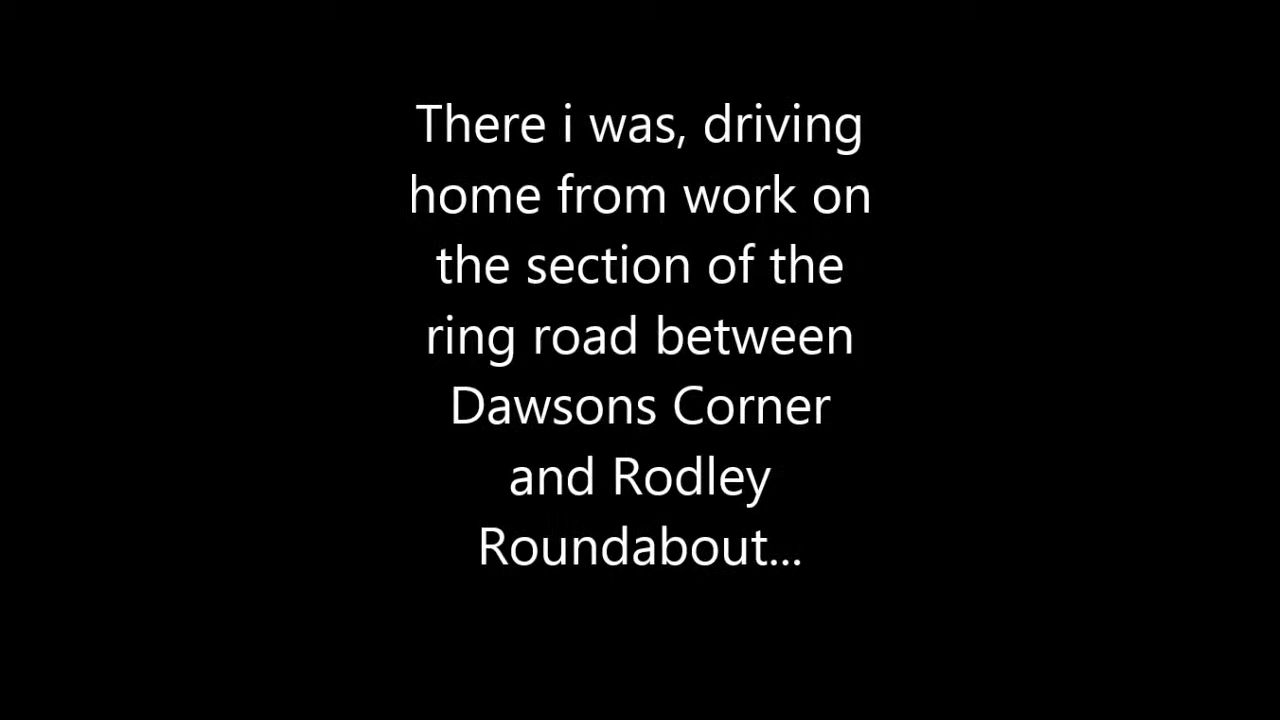 There i was, driving
home from work on
the section of the
ring road between
Dawsons Corner
and Rodley
Roundabout...